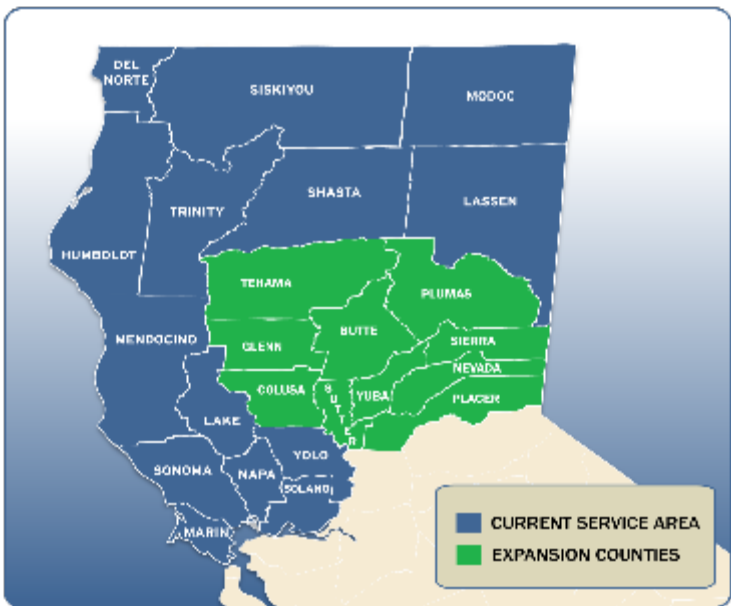 DEL
NORTE
SISKIYOU
MODOC
SHASTA
LASSEN
TRINITY
HUMBOLDT
TEHAMA
PLUMAS
BUTTE
MENDOCINO
GLENN
SIERRA
NEVADA
COLUSA
SUTTER
YUBA
PLACER
LAKE
YOLO
SONOMA
NAPA
SOLANO
MARIN
CURRENT SERVICE AREA
EXPANSION COUNTIES